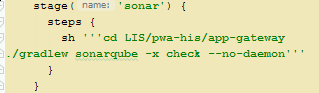 stage( name: 'sonar') {
steps {
sh '''cd LIS/pwa-his/app-gateway
./gradlew sonarqube -x check --no-daemon'''
}
}